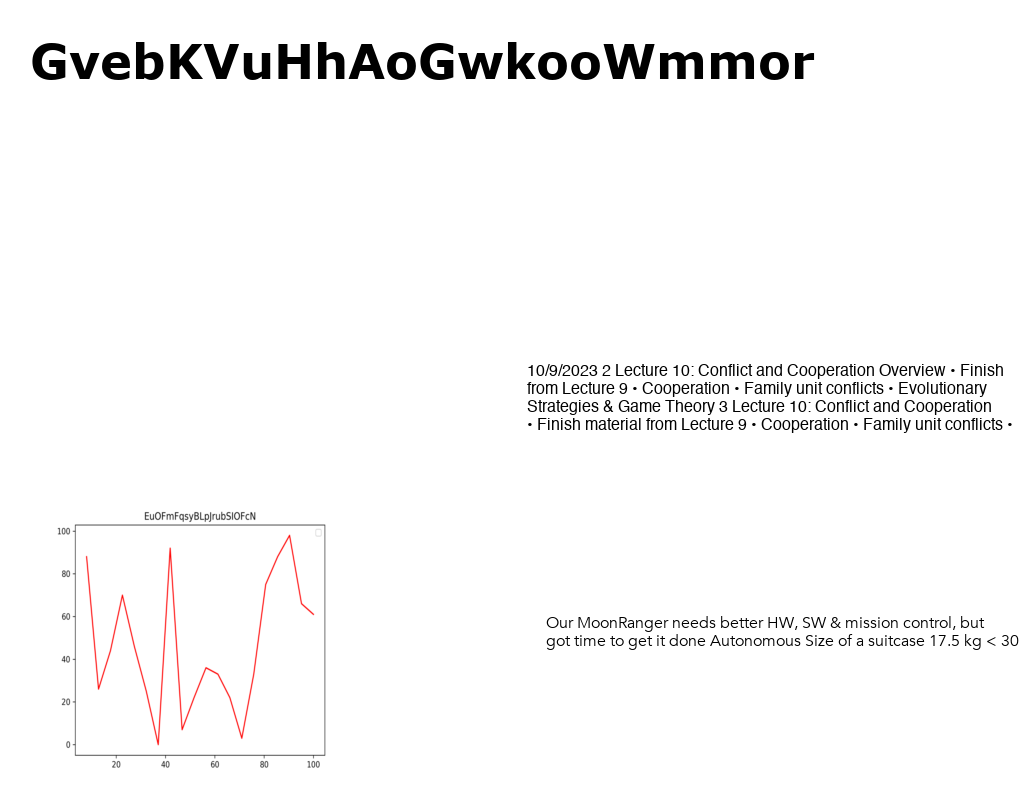 GvebKVuHhAoGwkooWmmor
10/9/2023 2 Lecture 10: Conflict and Cooperation Overview • Finish
from Lecture 9 • Cooperation • Family unit conflicts • Evolutionary
Strategies & Game Theory 3 Lecture 10: Conflict and Cooperation
• Finish material from Lecture 9 • Cooperation • Family unit conflicts •
EuOFmFqsyBLpJrubSIOFcN
100
80
60
40
20
0
20 40 60 80 100
Our MoonRanger needs better HW, SW & mission control, but
got time to get it done Autonomous Size of a suitcase 17.5 kg < 30